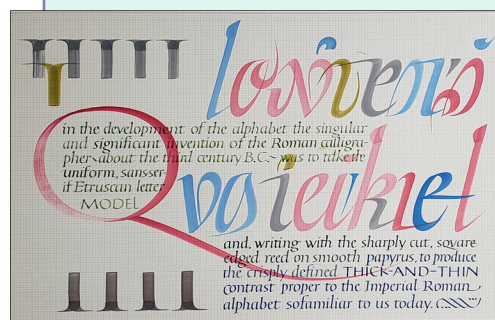 in the development of the alphabet the singular
and significant invention of the Roman calligra-
pher about the third century B.C.~ was to take the
uniform, sansser-
if Etruscan letter
MODEL
and, writing with the sharply cut, square
edged reed on smooth papyrus, to produce
the crisply defined THICK-AND-THIN
contrast proper to the Imperial Roman
alphabet sofamiliar to us today.